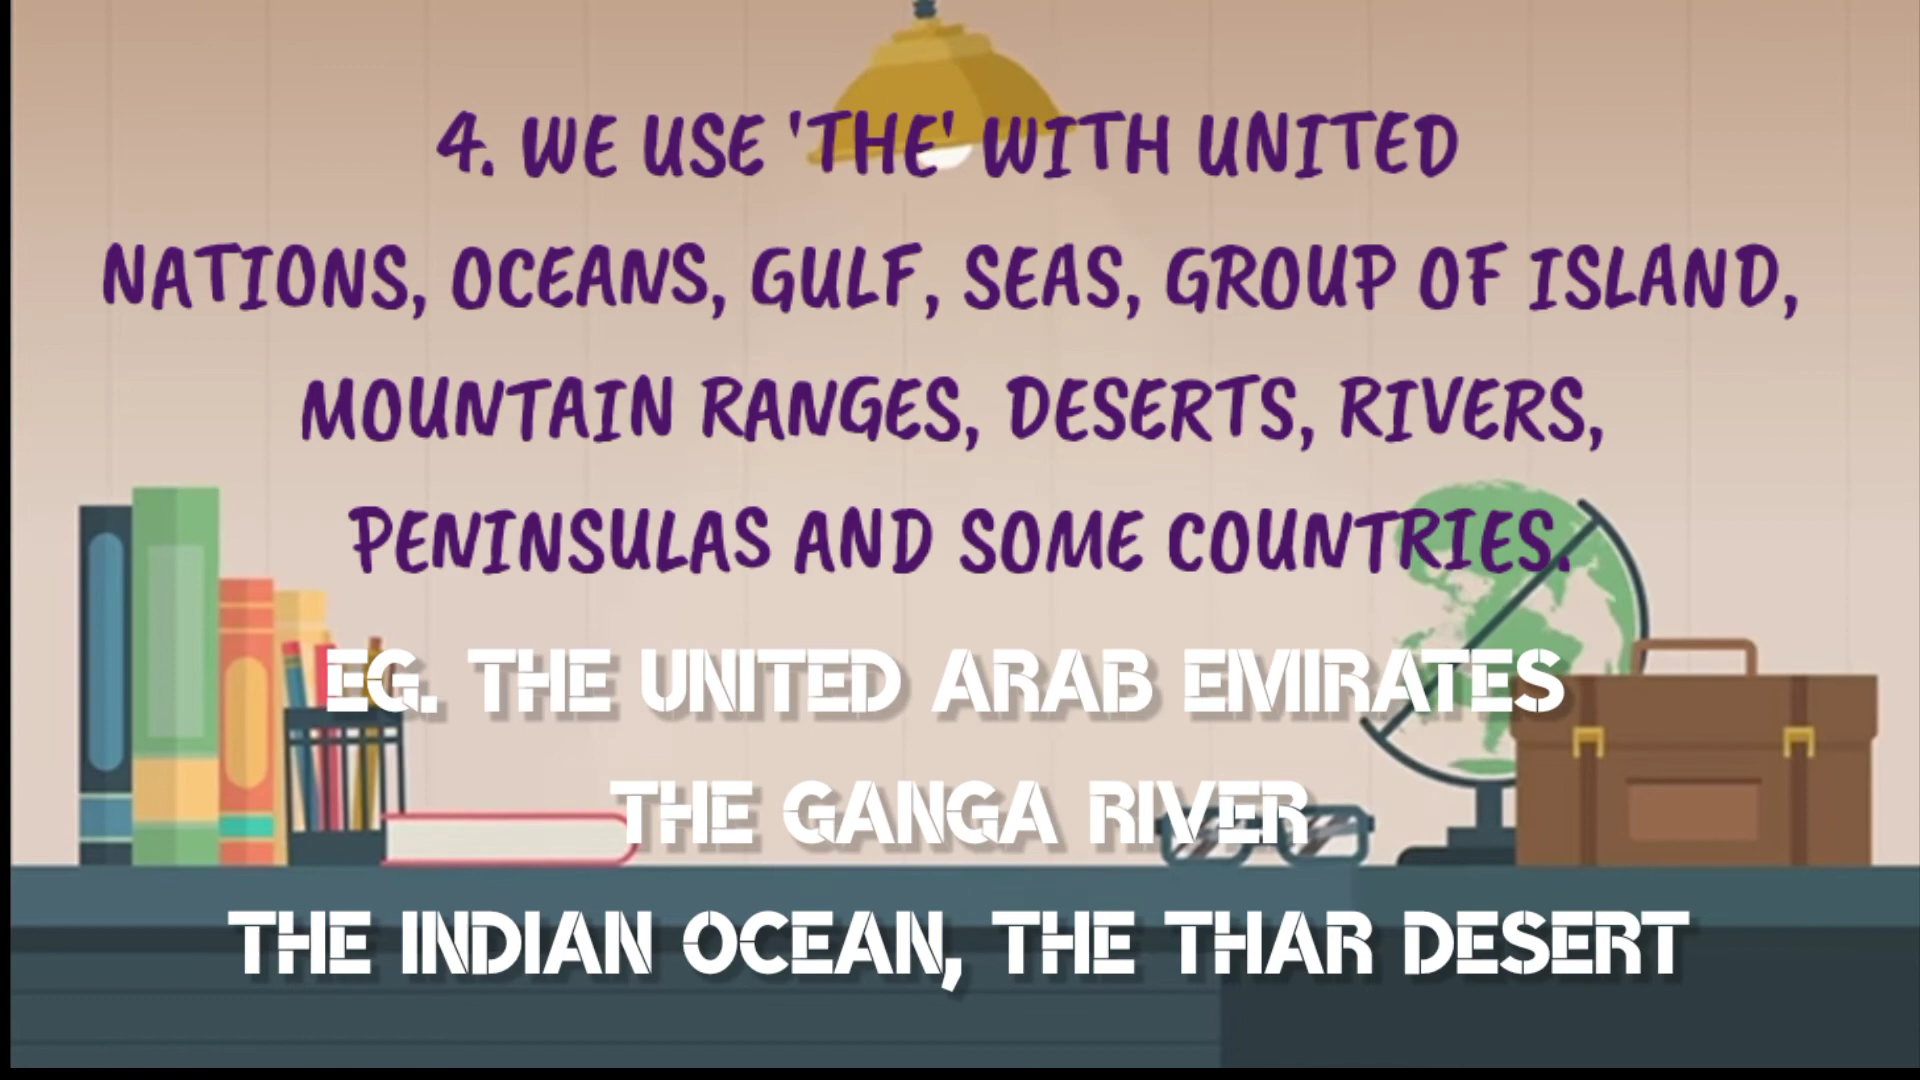 4. WE USE 'THE' WITH UNITED
NATIONS, OCEANS, GULF, SEAS, GROUP OF ISLAND,
MOUNTAIN RANGES, DESERTS, RIVERS,
PENINSULAS AND SOME COUNTRIES.
EG. THE UNITED ARAB EMIRATES
THE GANGA RIVER
THE INDIAN OCEAN, THE THAR DESERT